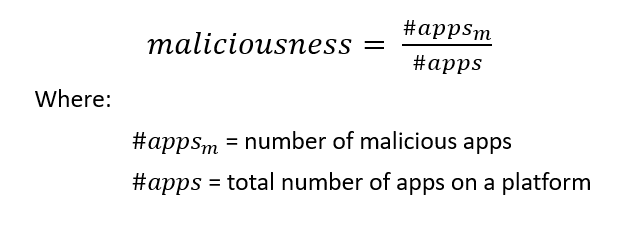 maliciousness = #apps_m / #apps
Where:
#apps_m = number of malicious apps
#apps = total number of apps on a platform